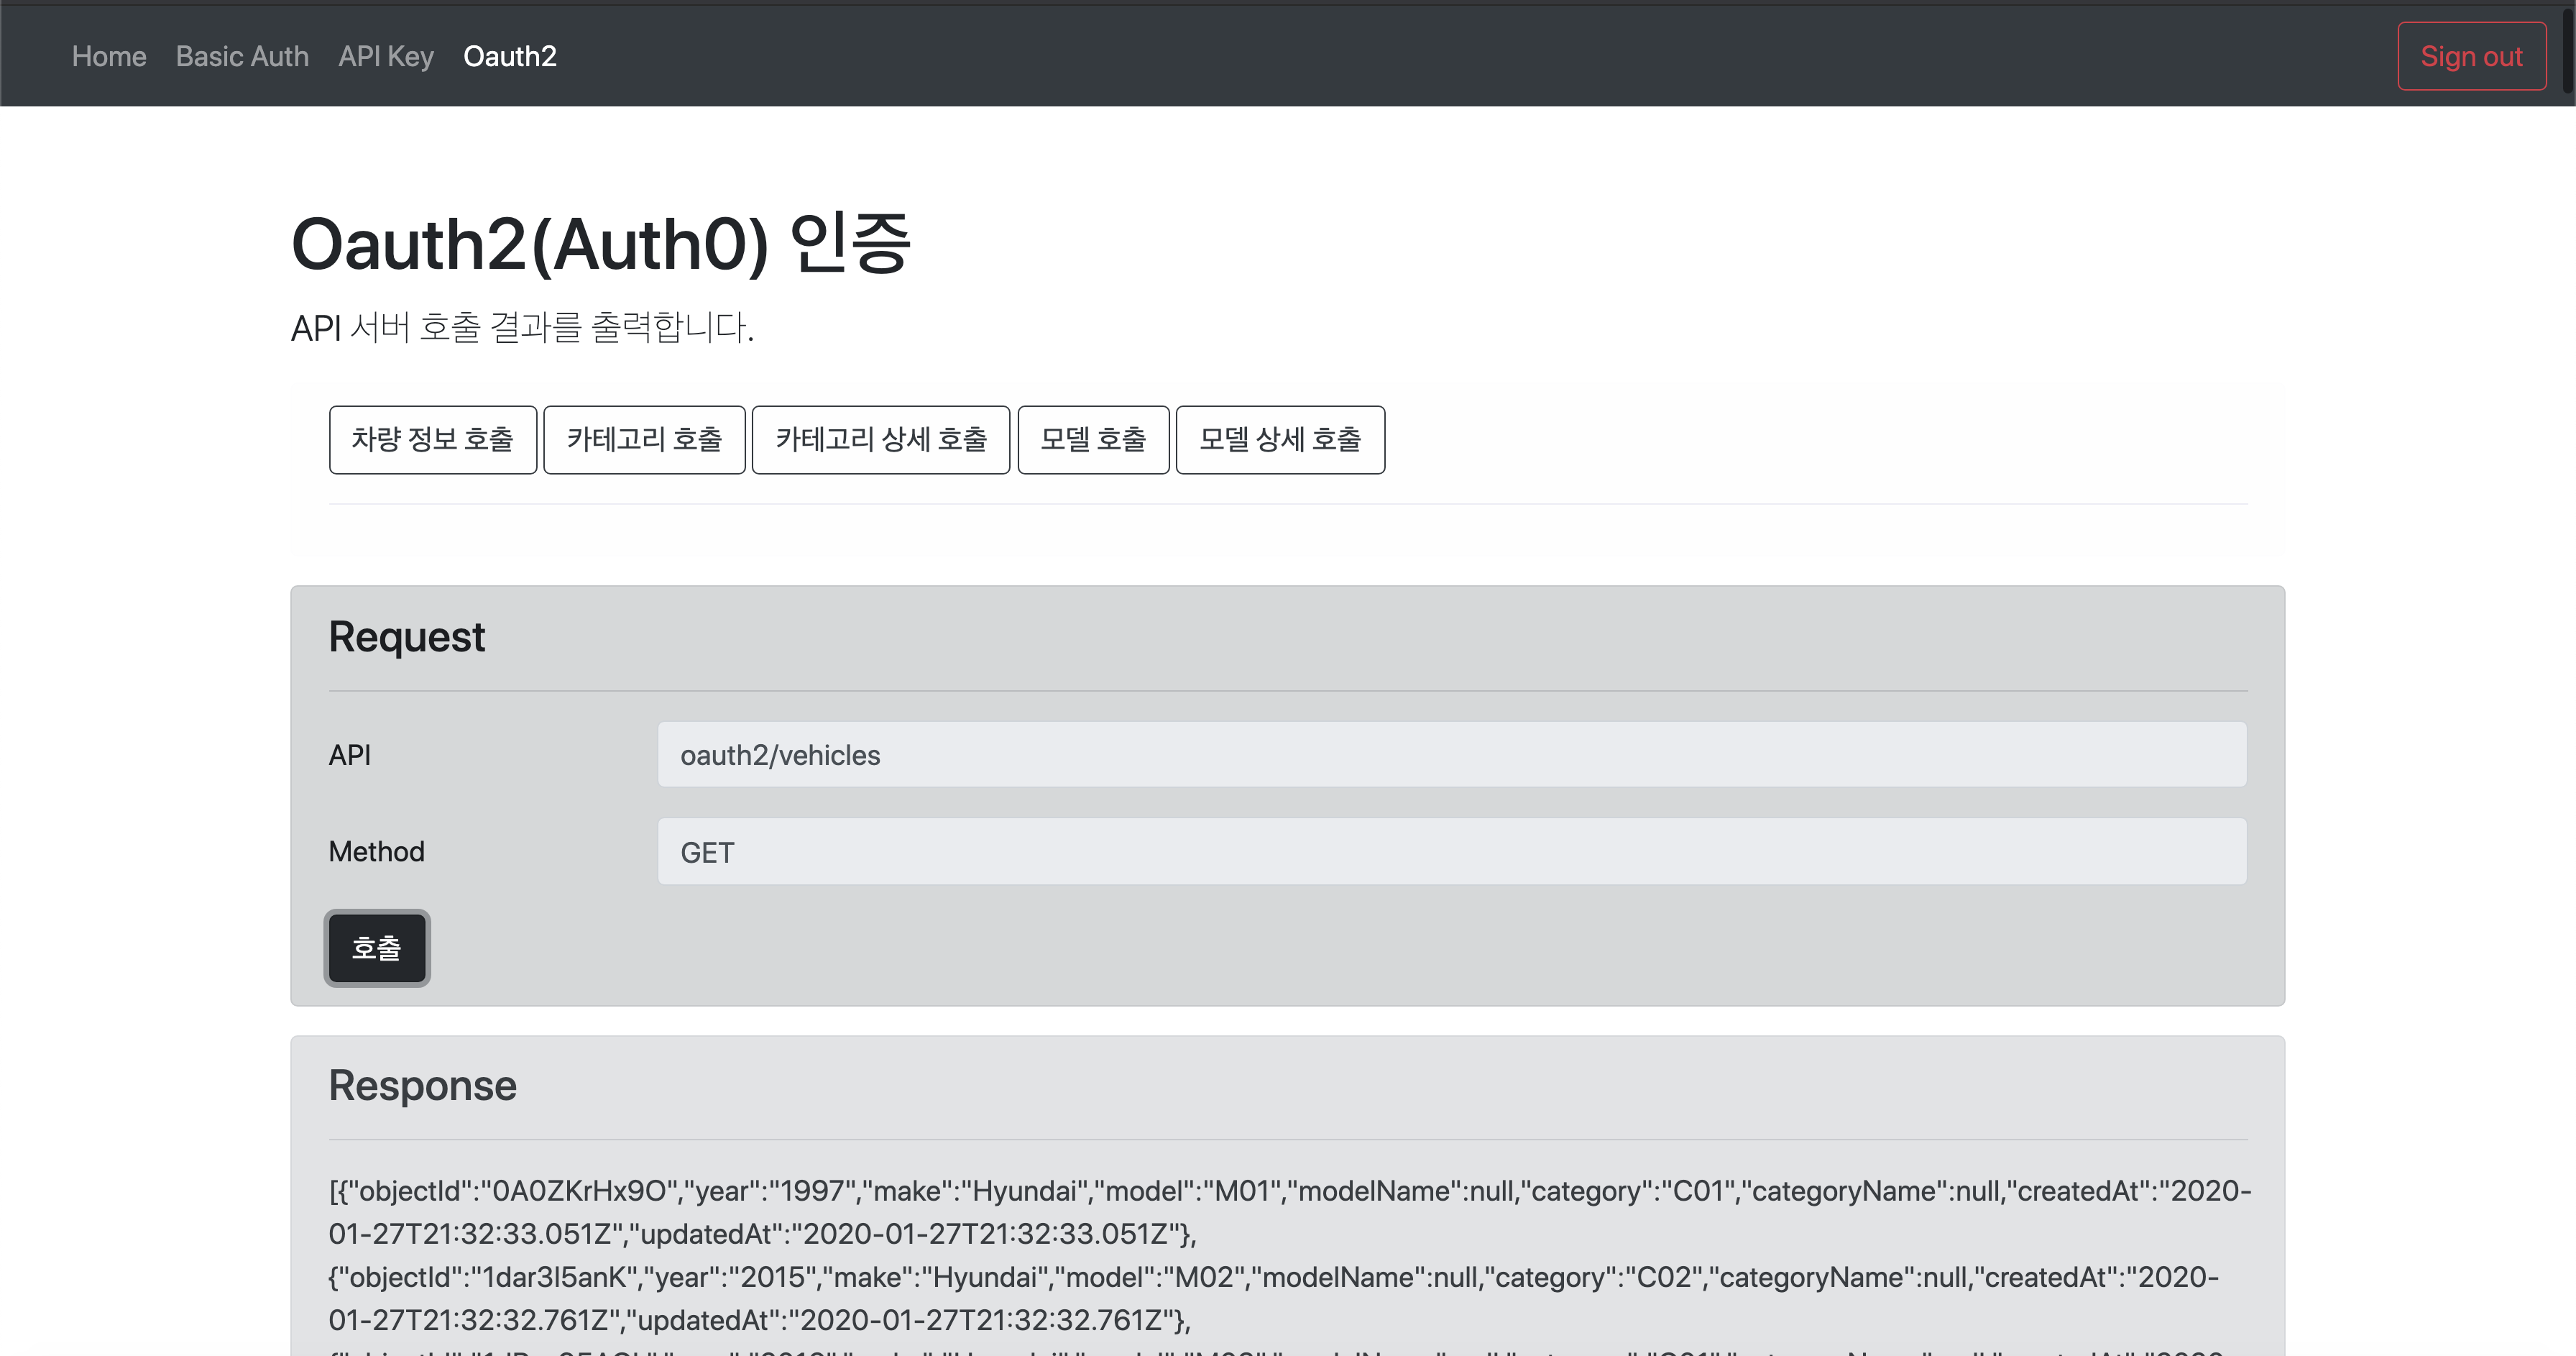 Home Basic Auth API Key Oauth2 Sign out
Oauth2(Auth0) 인증
API 서버 호출 결과를 출력합니다.
차량 정보 호출 카테고리 호출 카테고리 상세 호출 모델 호출 모델 상세 호출
Request
API oauth2/vehicles
Method GET
호출
Response
[{"objectId":"0A0ZKrHx9O","year":"1997","make":"Hyundai","model":"M01","modelName":null,"category":"C01","categoryName":null,"createdAt":"2020-
01-27T21:32:33.051Z","updatedAt":"2020-01-27T21:32:33.051Z"},
{"objectId":"1dar3I5anK","year":"2015","make":"Hyundai","model":"M02","modelName":null,"category":"C02","categoryName":null,"createdAt":"2020-
01-27T21:32:32.761Z","updatedAt":"2020-01-27T21:32:32.761Z"},